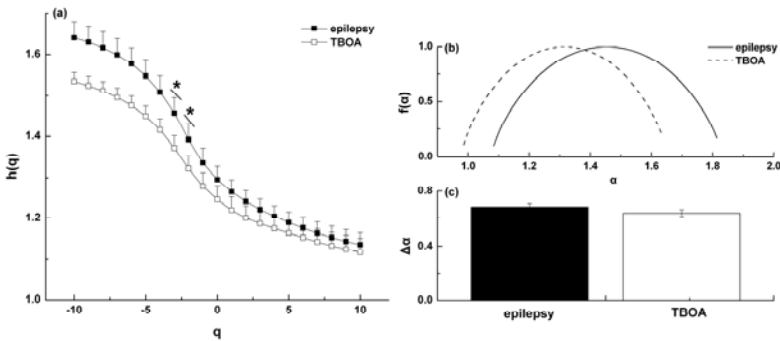 (a)
epilepsy
TBOA
* *
h(q)
1.6
1.4
1.2
1.0
-10 -5 0 5 10
q
(b)
epilepsy
TBOA
f(α)
1.0
0.5
0.0
1.0 1.2 1.4 1.6 1.8 2.0
α
(c)
Δα
0.8
0.4
0.0
epilepsy TBOA